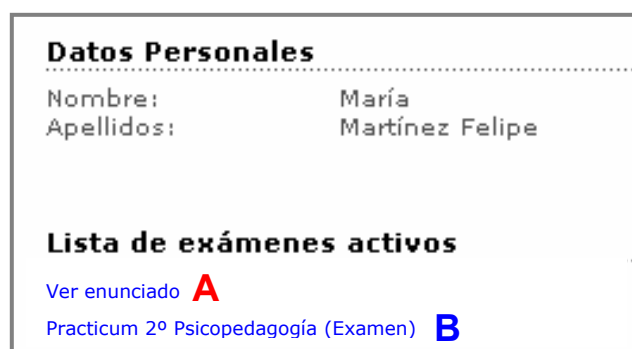 Datos Personales
Nombre: María
Apellidos: Martínez Felipe
Lista de exámenes activos
Ver enunciado A
Practicum 2º Psicopedagogía (Examen) B